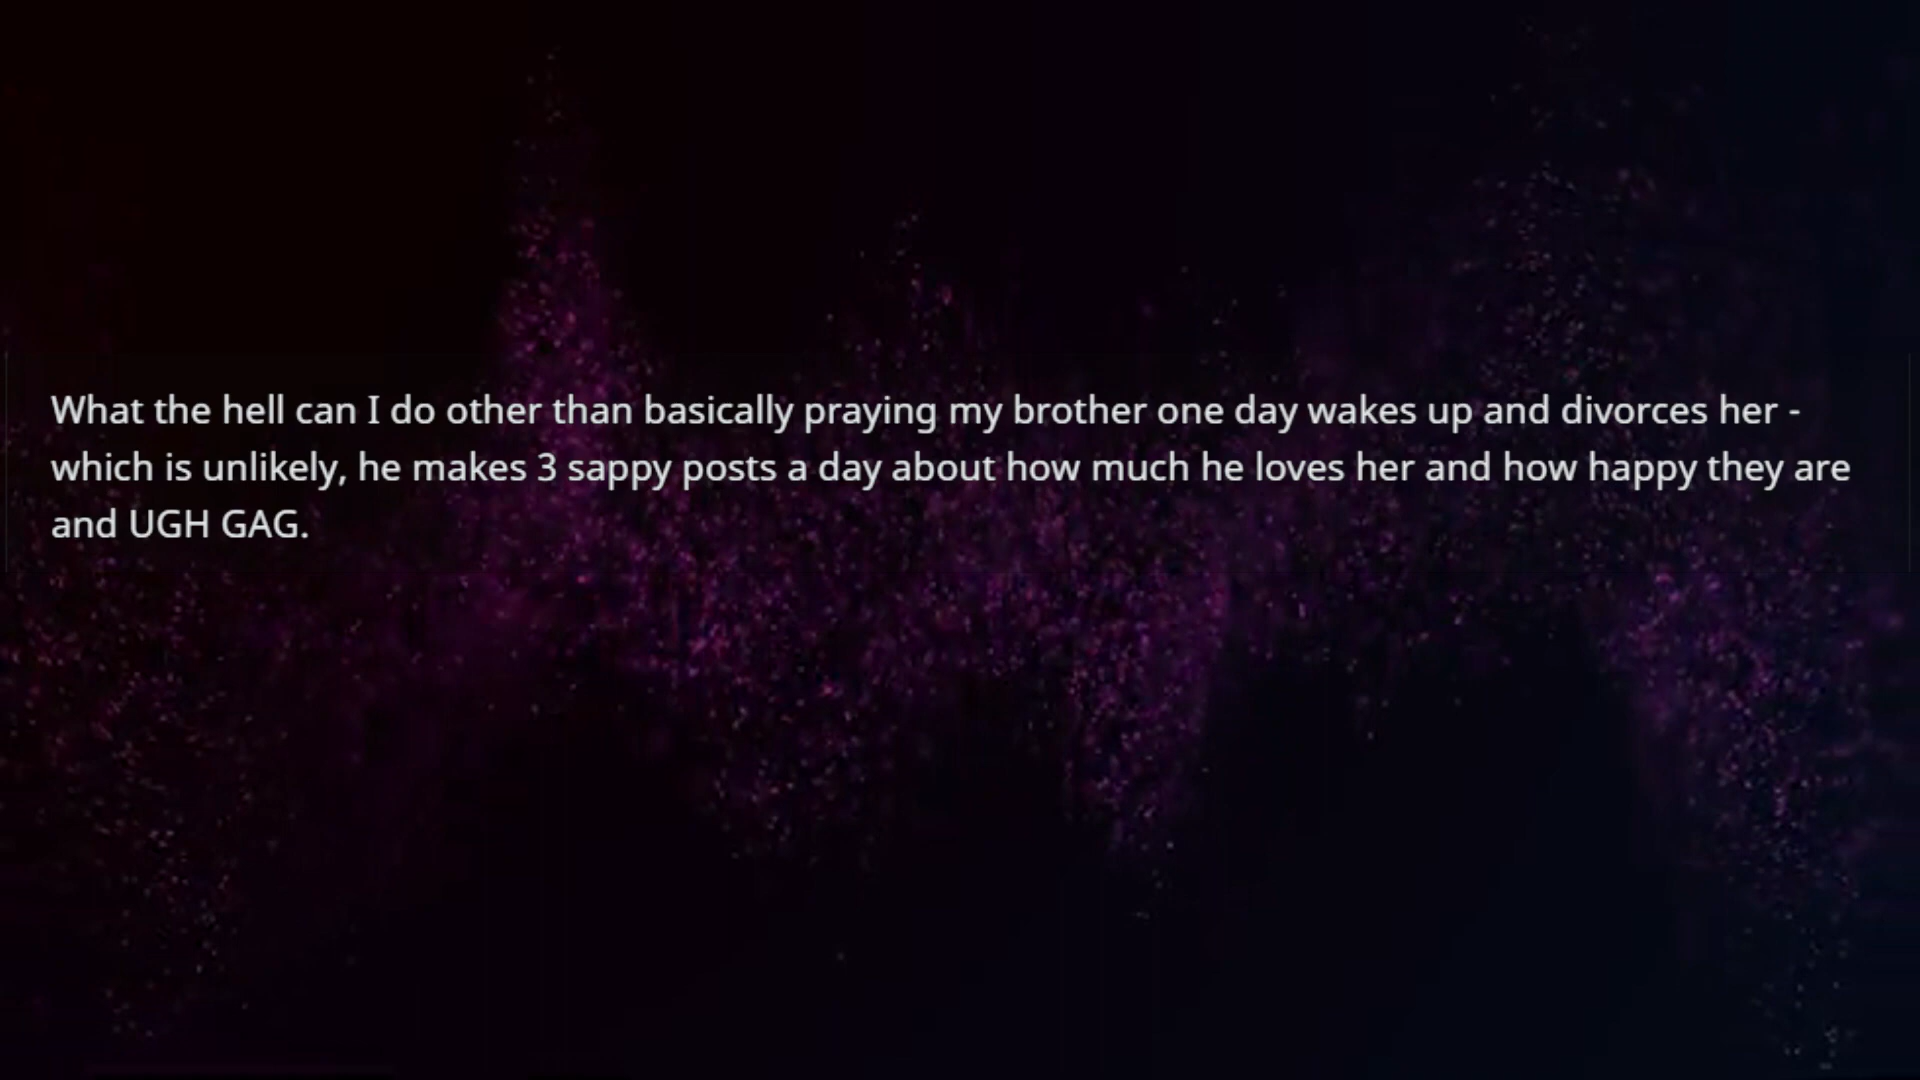 What the hell can I do other than basically praying my brother one day wakes up and divorces her -
which is unlikely, he makes 3 sappy posts a day about how much he loves her and how happy they are
and UGH GAG.